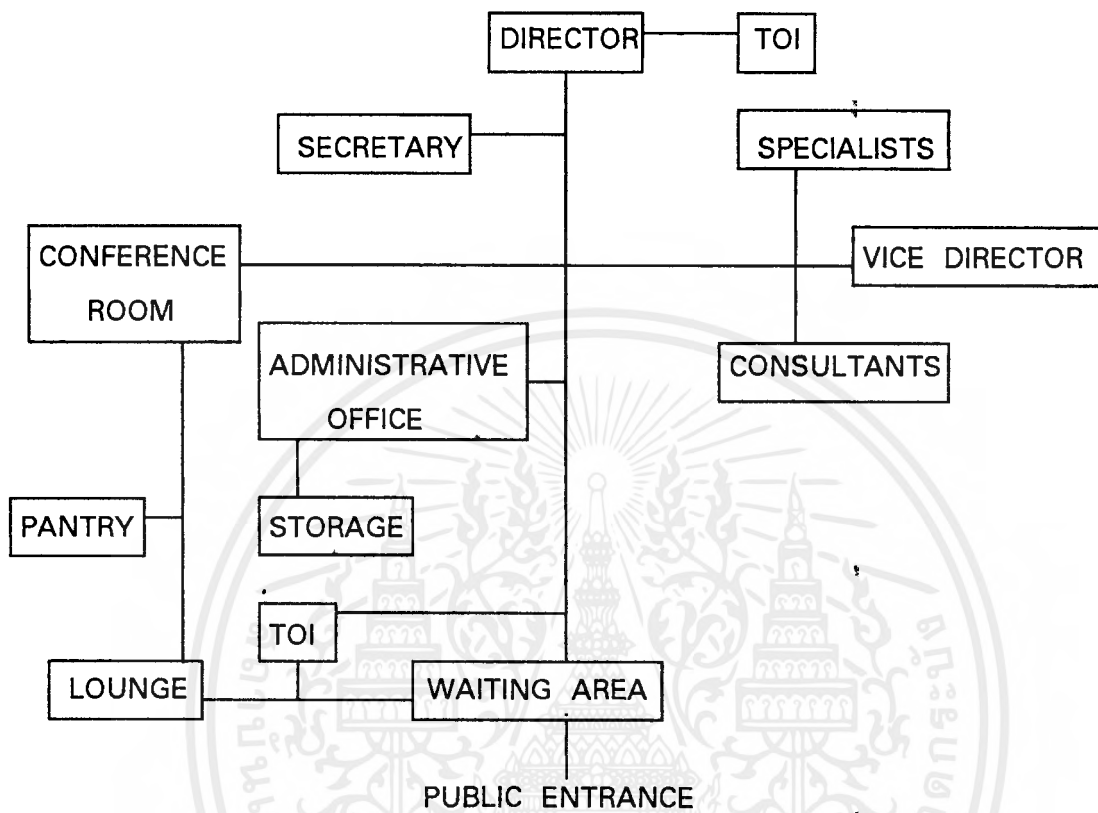 DIRECTOR
TOI
SECRETARY
SPECIALISTS
CONFERENCE
ROOM
VICE DIRECTOR
ADMINISTRATIVE
OFFICE
CONSULTANTS
PANTRY
STORAGE
TOI
LOUNGE
WAITING AREA
PUBLIC ENTRANCE